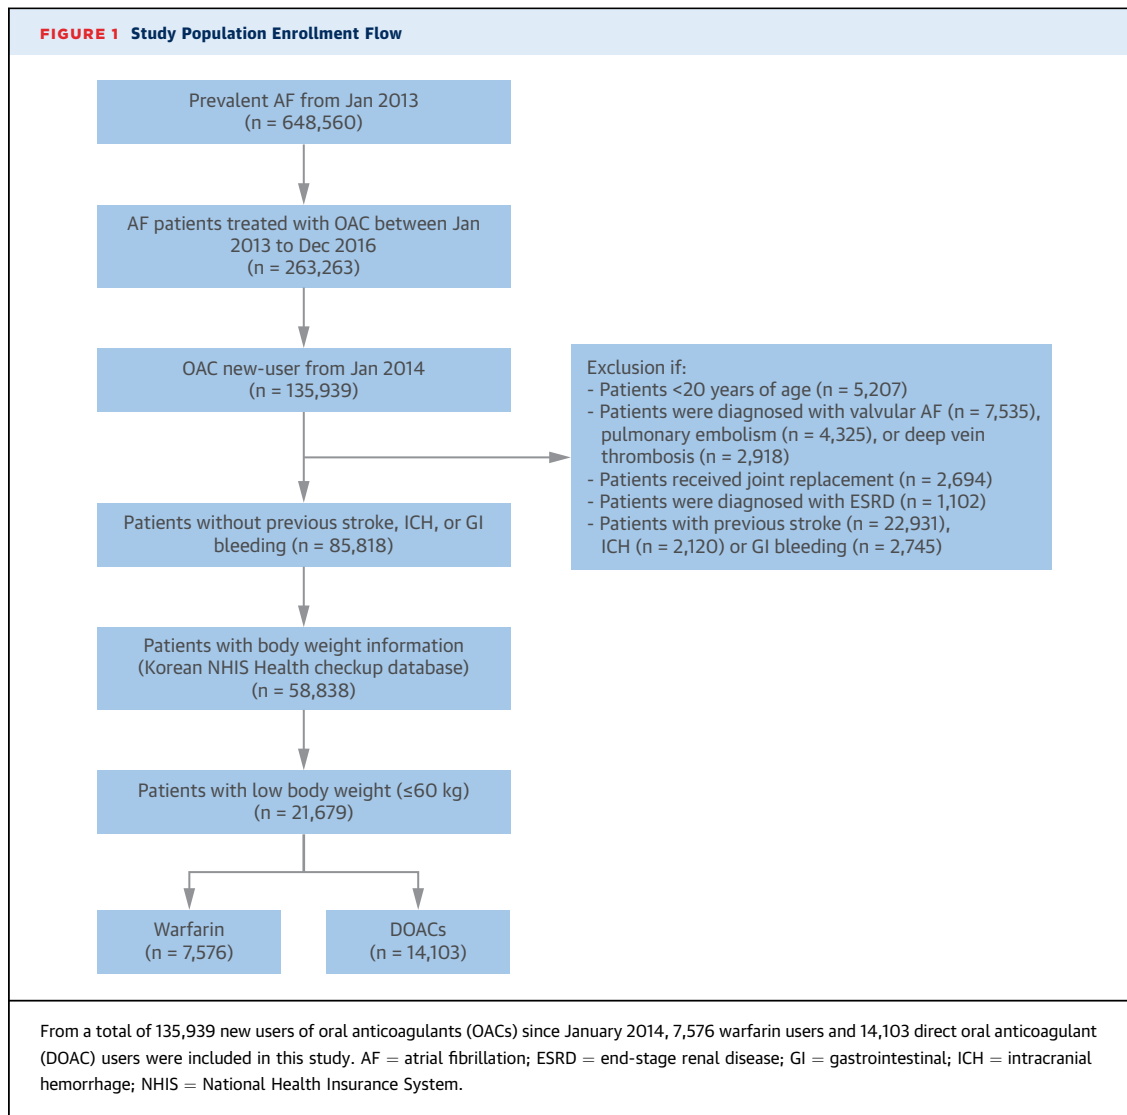 FIGURE 1 Study Population Enrollment Flow
Prevalent AF from Jan 2013
(n = 648,560)
AF patients treated with OAC between Jan
2013 to Dec 2016
(n = 263,263)
OAC new-user from Jan 2014
(n = 135,939)
Exclusion if:
- Patients <20 years of age (n = 5,207)
- Patients were diagnosed with valvular AF (n = 7,535),
pulmonary embolism (n = 4,325), or deep vein
thrombosis (n = 2,918)
- Patients received joint replacement (n = 2,694)
- Patients were diagnosed with ESRD (n = 1,102)
- Patients with previous stroke (n = 22,931),
ICH (n = 2,120) or GI bleeding (n = 2,745)
Patients without previous stroke, ICH, or GI
bleeding (n = 85,818)
Patients with body weight information
(Korean NHIS Health checkup database)
(n = 58,838)
Patients with low body weight (≤60 kg)
(n = 21,679)
Warfarin
(n = 7,576)
DOACs
(n = 14,103)
From a total of 135,939 new users of oral anticoagulants (OACs) since January 2014, 7,576 warfarin users and 14,103 direct oral anticoagulant
(DOAC) users were included in this study. AF = atrial fibrillation; ESRD = end-stage renal disease; GI = gastrointestinal; ICH = intracranial
hemorrhage; NHIS = National Health Insurance System.